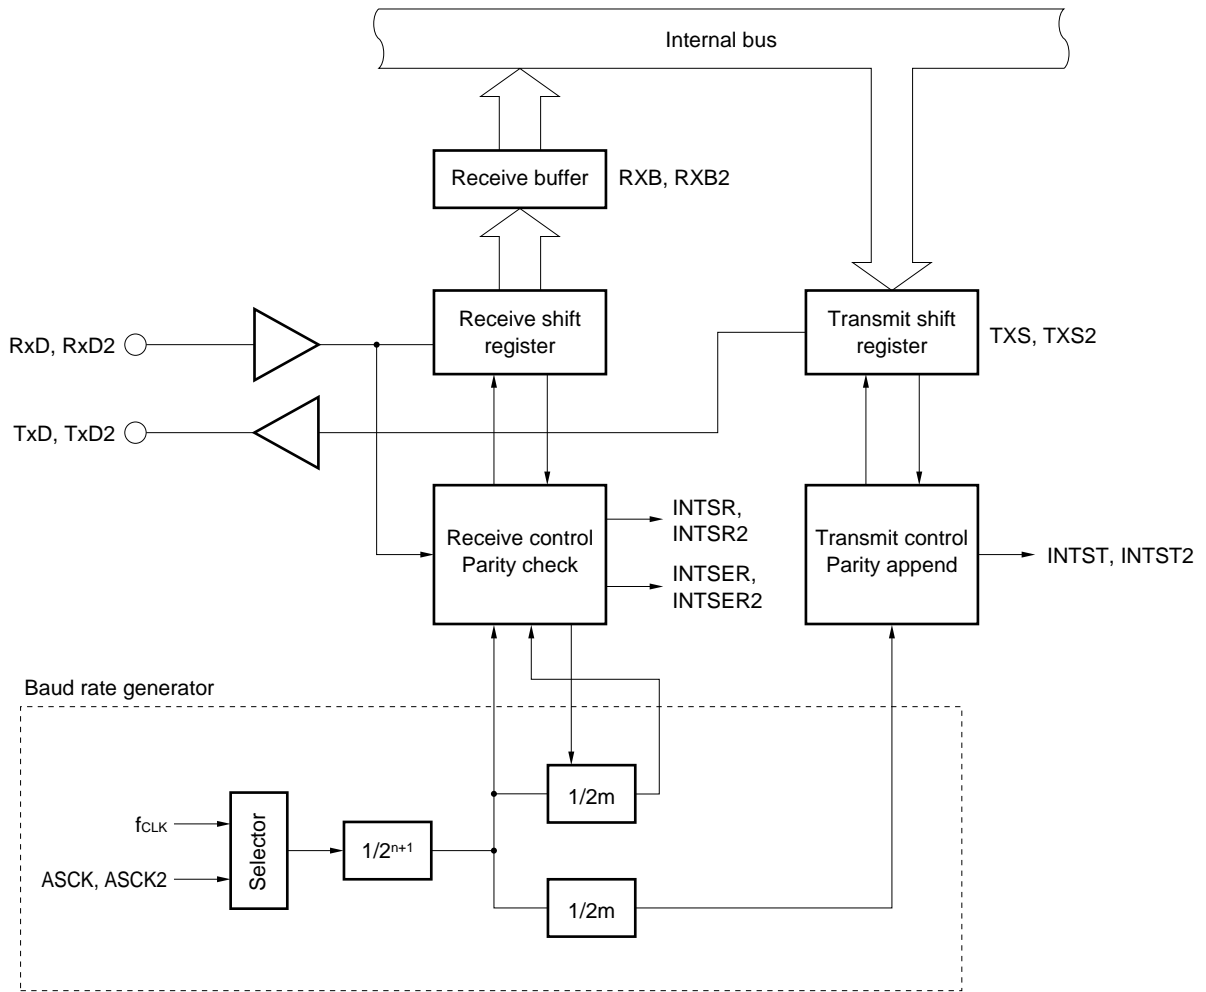 Internal bus
Receive buffer
RXB, RXB2
Receive shift
register
Transmit shift
register
TXS, TXS2
RxD, RxD2
TxD, TxD2
Receive control
Parity check
INTSR,
INTSR2
INTSER,
INTSER2
Transmit control
Parity append
INTST, INTST2
Baud rate generator
1/2m
fCLK
Selector
1/2ⁿ⁺¹
ASCK, ASCK2
1/2m